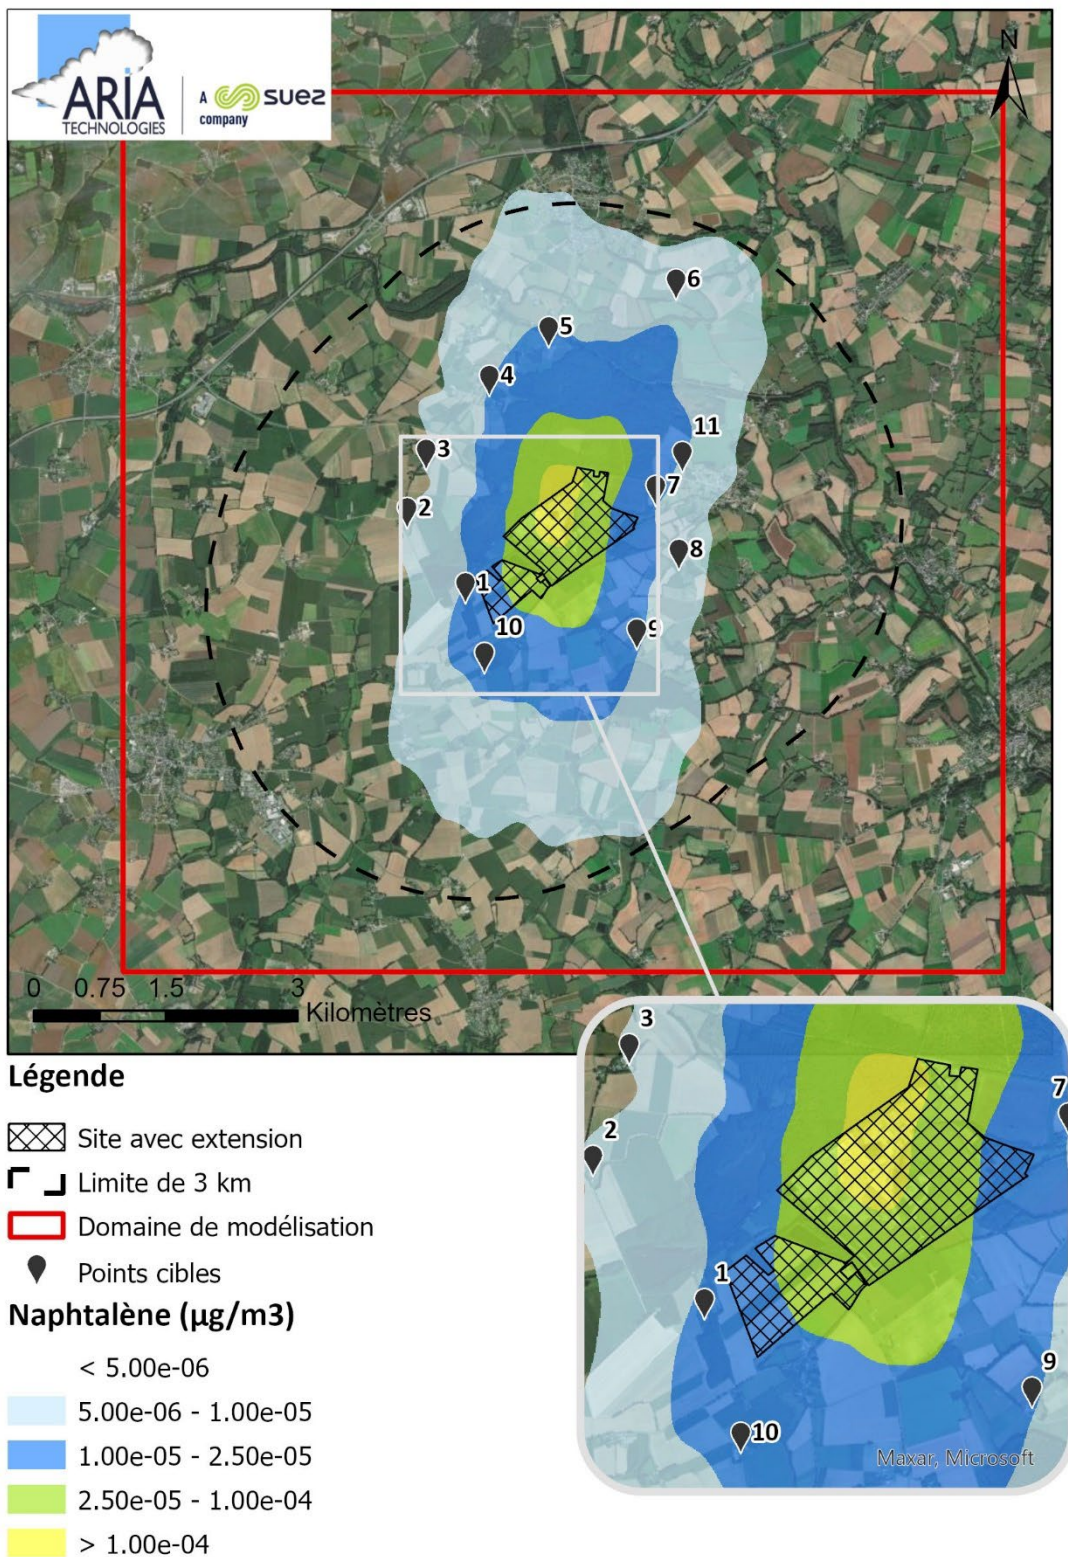 ARIA
TECHNOLOGIES
A suez
company
N
6
5
4
11
3
7
2
8
1
10
9
0 0.75 1.5 3
Kilomètres
Légende
Site avec extension
Limite de 3 km
Domaine de modélisation
Points cibles
Naphtalène (µg/m3)
< 5.00e-06
5.00e-06 - 1.00e-05
1.00e-05 - 2.50e-05
2.50e-05 - 1.00e-04
> 1.00e-04
3
7
2
1
9
10
Maxar, Microsoft